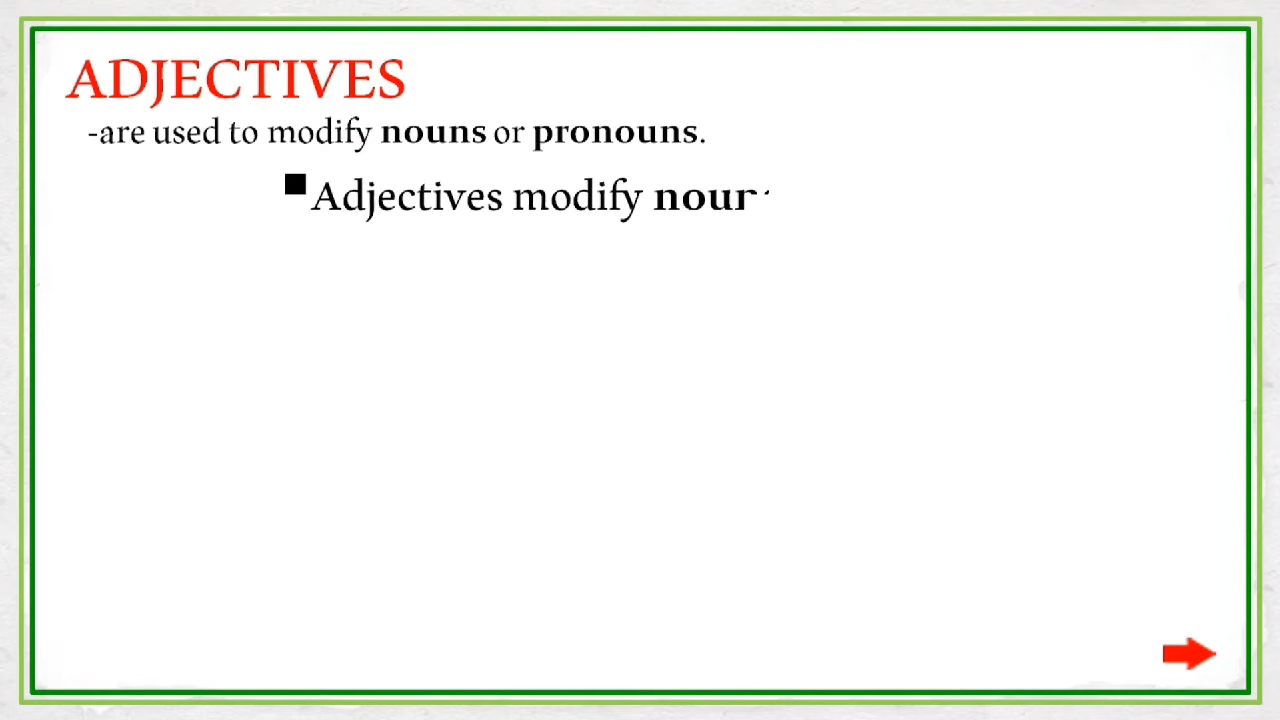 ADJECTIVES
-are used to modify nouns or pronouns.
Adjectives modify